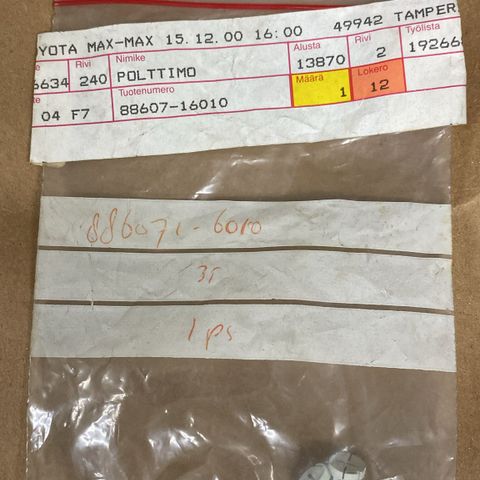 YOTA MAX-MAX 15.12.00 16:00 49942 TAMPER
Rivi Nimike Alusta Rivi Työlista
6634 240 POLTTIMO 13870 2 19266
Tuotenumero Määrä Lokero
04 F7 88607-16010 1 12
886071-6010
1 ps